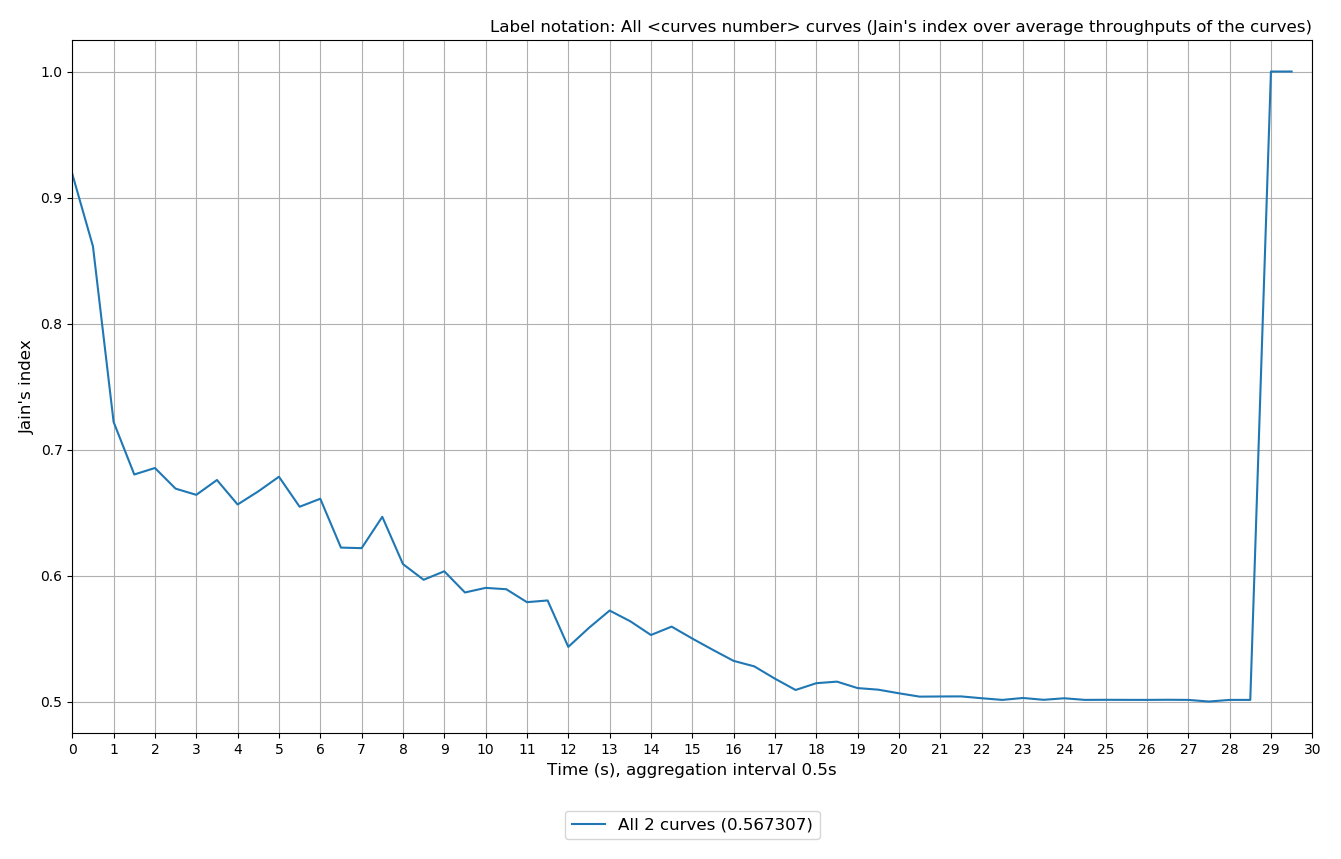 Label notation: All <curves number> curves (Jain's index over average throughputs of the curves)
1.0
0.9
0.8
0.7
0.6
0.5
Jain's index
0 1 2 3 4 5 6 7 8 9 10 11 12 13 14 15 16 17 18 19 20 21 22 23 24 25 26 27 28 29 30
Time (s), aggregation interval 0.5s
All 2 curves (0.567307)